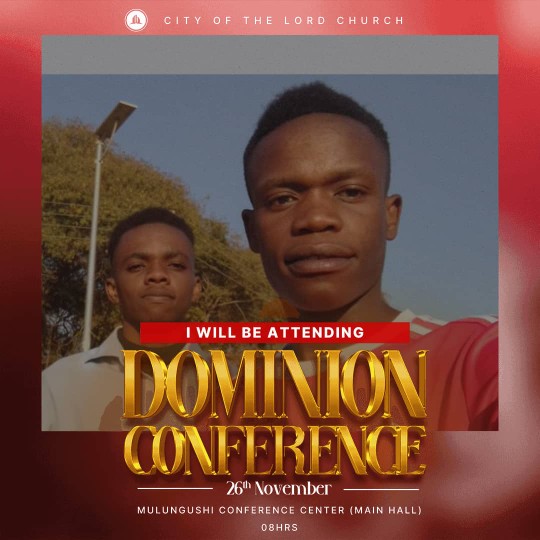 CITY OF THE LORD CHURCH
I WILL BE ATTENDING
DOMINION
CONFERENCE
26th November
MULUNGUSHI CONFERENCE CENTER (MAIN HALL)
08HRS